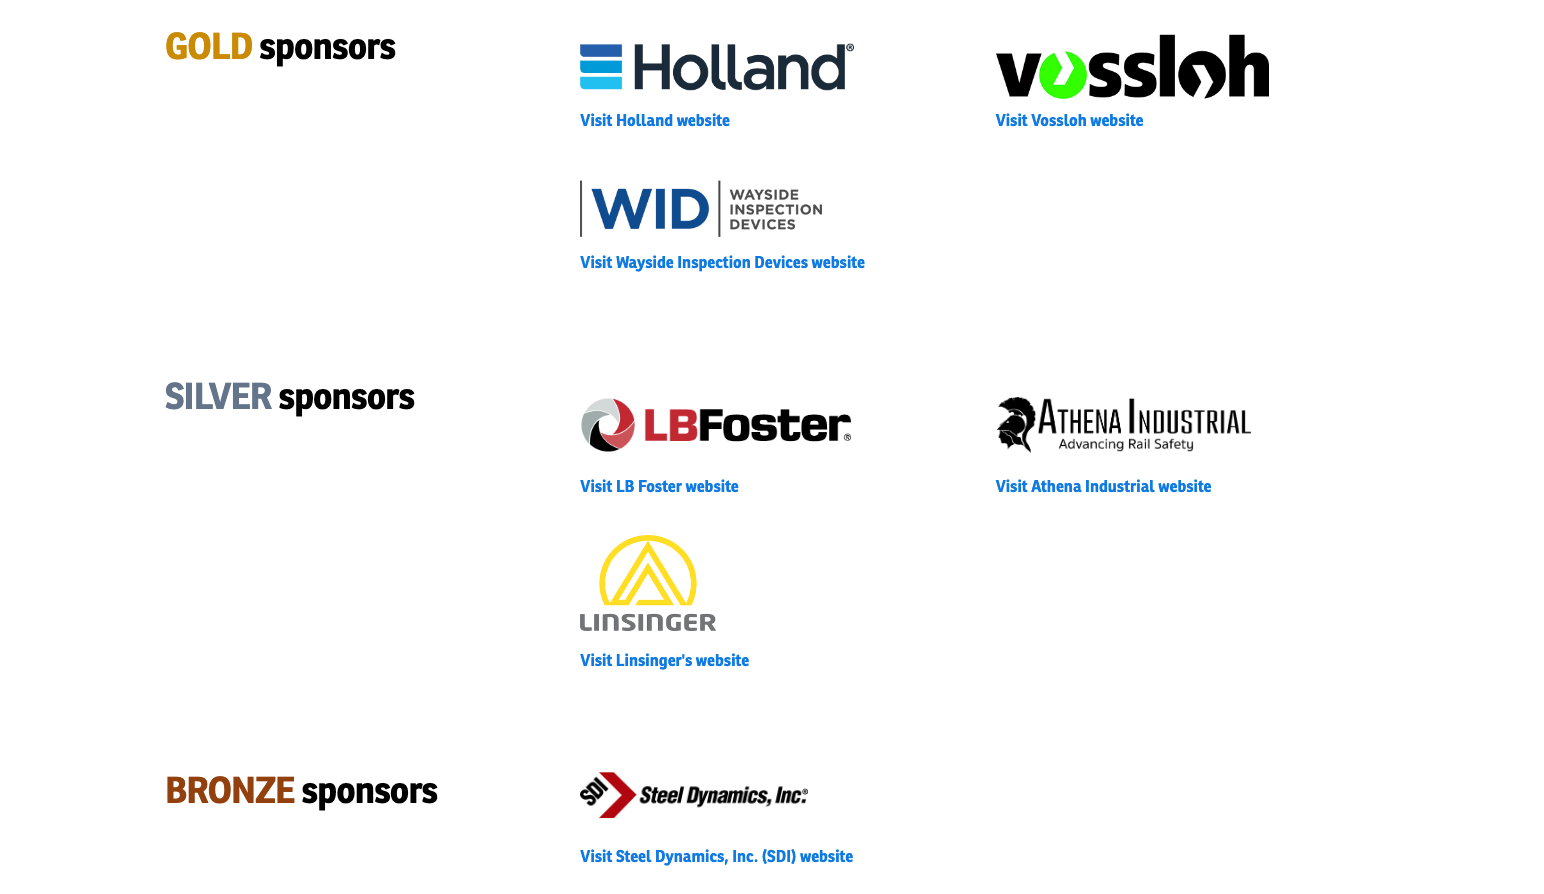 GOLD sponsors
Holland®
vossloh
Visit Holland website
Visit Vossloh website
WID
WAYSIDE
INSPECTION
DEVICES
Visit Wayside Inspection Devices website
SILVER sponsors
LBFoster®
ATHENA INDUSTRIAL
Advancing Rail Safety
Visit LB Foster website
Visit Athena Industrial website
LINSINGER
Visit Linsinger's website
BRONZE sponsors
SDI
Steel Dynamics, Inc.®
Visit Steel Dynamics, Inc. (SDI) website